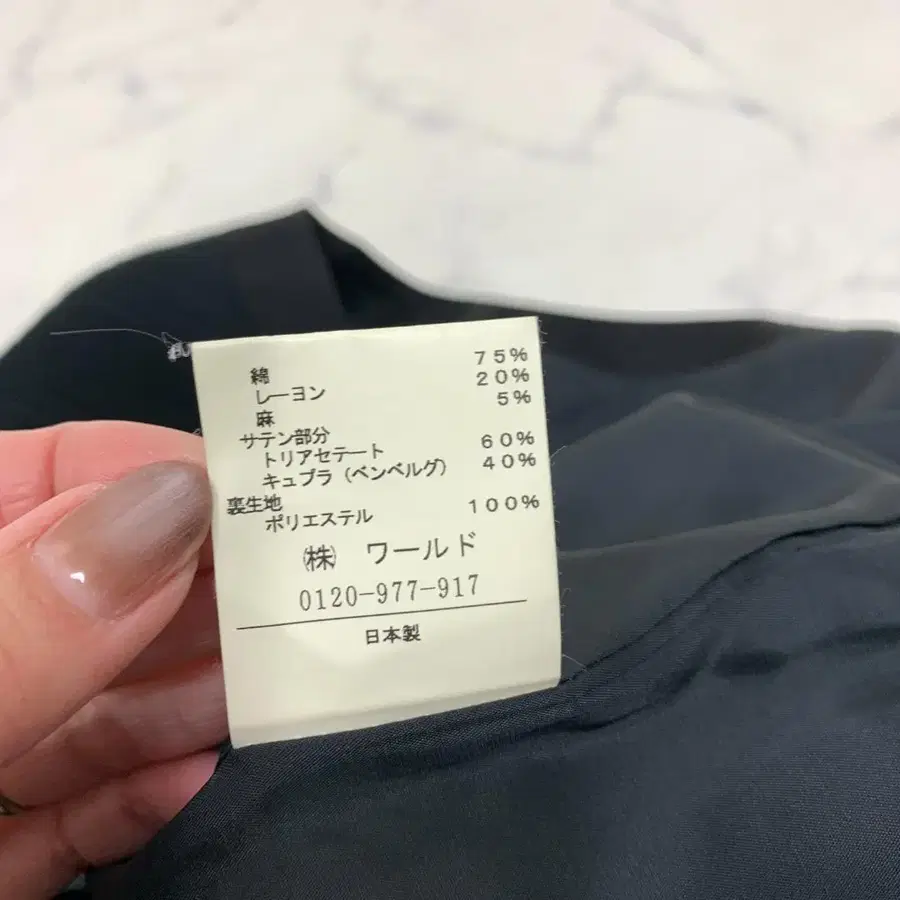 綿 75%
レーヨン 20%
麻 5%
サテン部分
トリアセテート 60%
キュプラ(ベンベルグ) 40%
裏生地
ポリエステル 100%
㈱ ワールド
0120-977-917
日本製